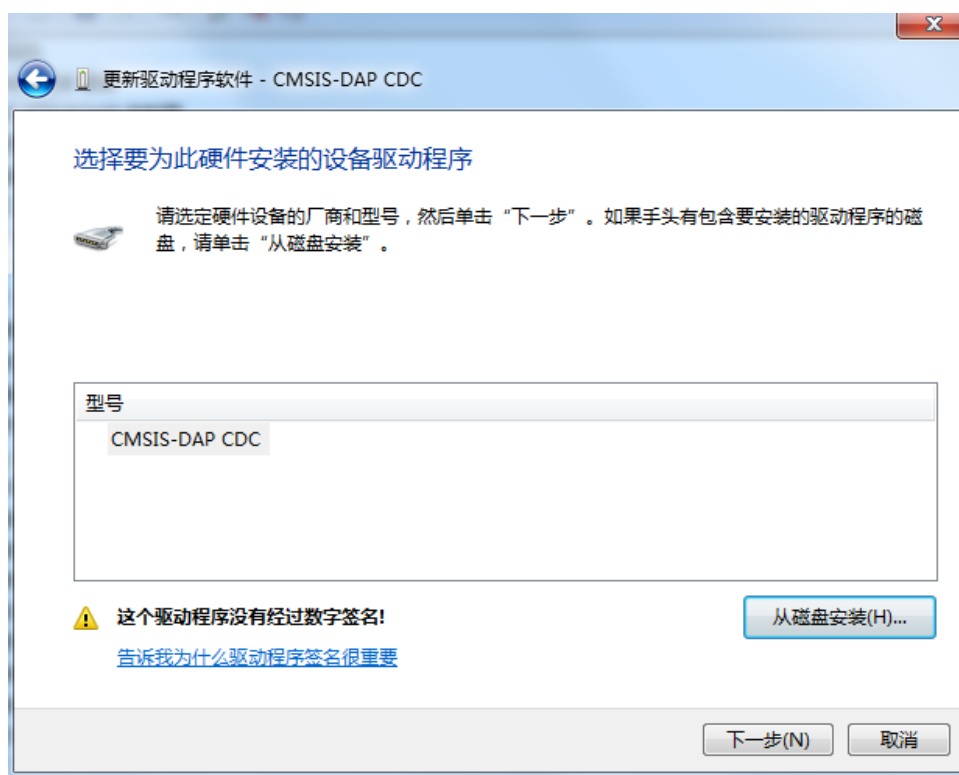 更新驱动程序软件 - CMSIS-DAP CDC
选择要为此硬件安装的设备驱动程序
请选定硬件设备的厂商和型号，然后单击“下一步”。如果手头有包含要安装的驱动程序的磁
盘，请单击“从磁盘安装”。
型号
CMSIS-DAP CDC
这个驱动程序没有经过数字签名!
从磁盘安装(H)...
告诉我为什么驱动程序签名很重要
下一步(N)
取消